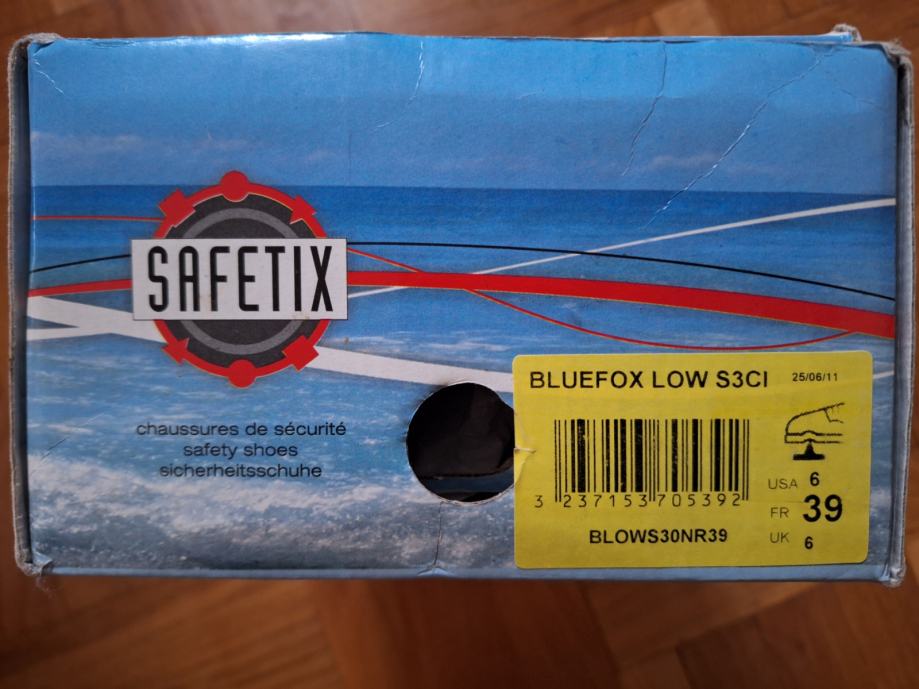 SAFETIX
chaussures de sécurité
safety shoes
sicherheitsschuhe
BLUEFOX LOW S3CI 25/06/11
3 237153 705392
BLOWS30NR39
USA 6
FR 39
UK 6